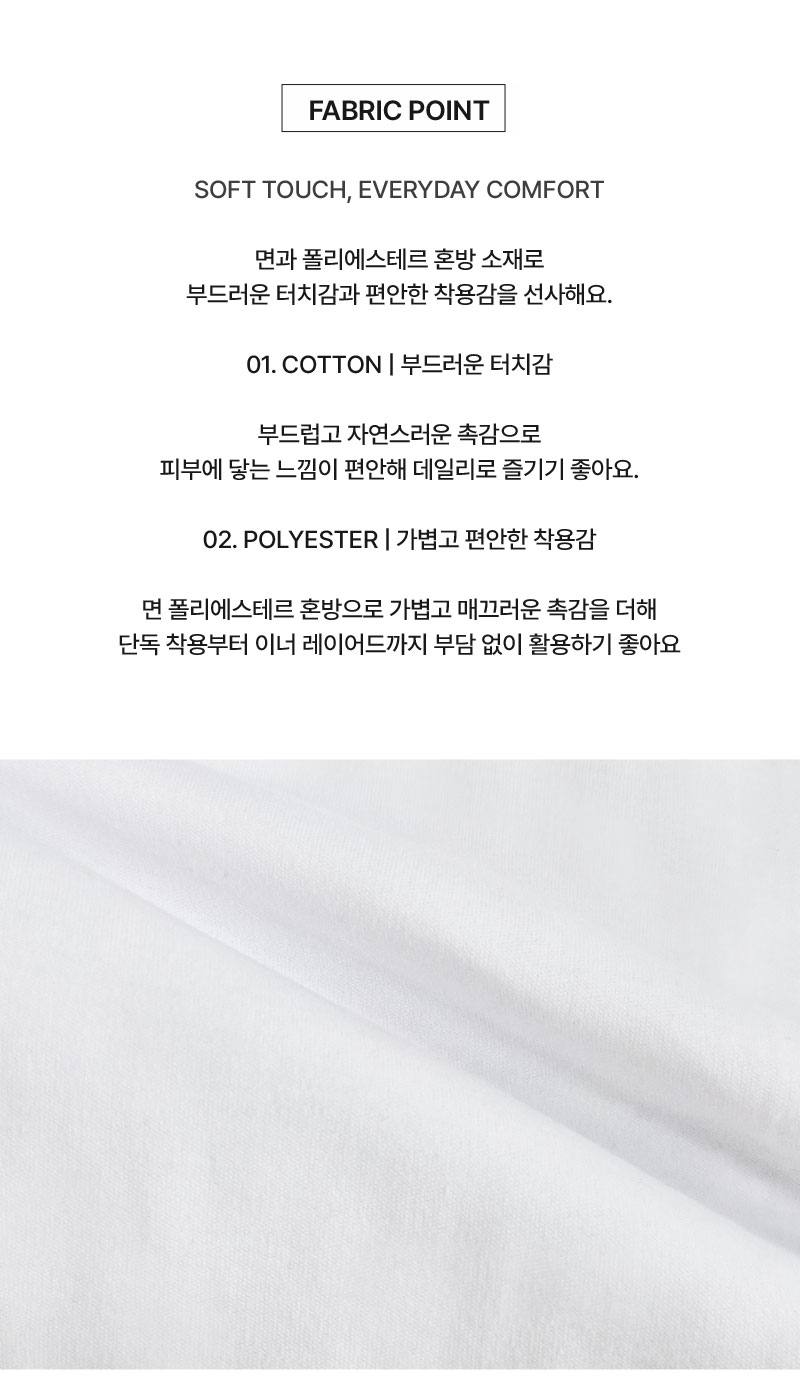 FABRIC POINT
SOFT TOUCH, EVERYDAY COMFORT
면과 폴리에스테르 혼방 소재로
부드러운 터치감과 편안한 착용감을 선사해요.
01. COTTON | 부드러운 터치감
부드럽고 자연스러운 촉감으로
피부에 닿는 느낌이 편안해 데일리로 즐기기 좋아요.
02. POLYESTER | 가볍고 편안한 착용감
면 폴리에스테르 혼방으로 가볍고 매끄러운 촉감을 더해
단독 착용부터 이너 레이어드까지 부담 없이 활용하기 좋아요